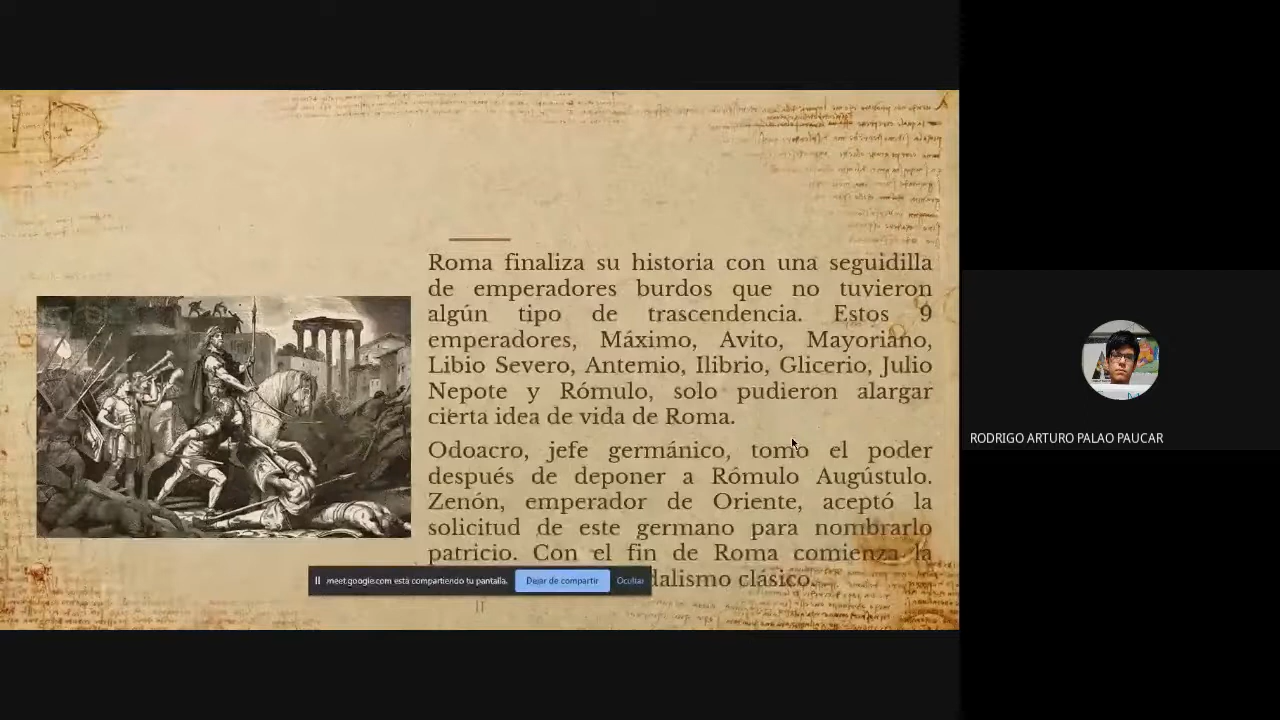 Roma finaliza su historia con una seguidilla
de emperadores burdos que no tuvieron
algún tipo de trascendencia. Estos 9
emperadores, Máximo, Avito, Mayoriano,
Libio Severo, Antemio, Ilibrio, Glicerio, Julio
Nepote y Rómulo, solo pudieron alargar
cierta idea de vida de Roma.
Odoacro, jefe germánico, tomo el poder
después de deponer a Rómulo Augústulo.
Zenón, emperador de Oriente, aceptó la
solicitud de este germano para nombrarlo
patricio. Con el fin de Roma comienza la
dalismo clásico.
meet.google.com está compartiendo tu pantalla.
Dejar de compartir
Ocultar
11
RODRIGO ARTURO PALAO PAUCAR